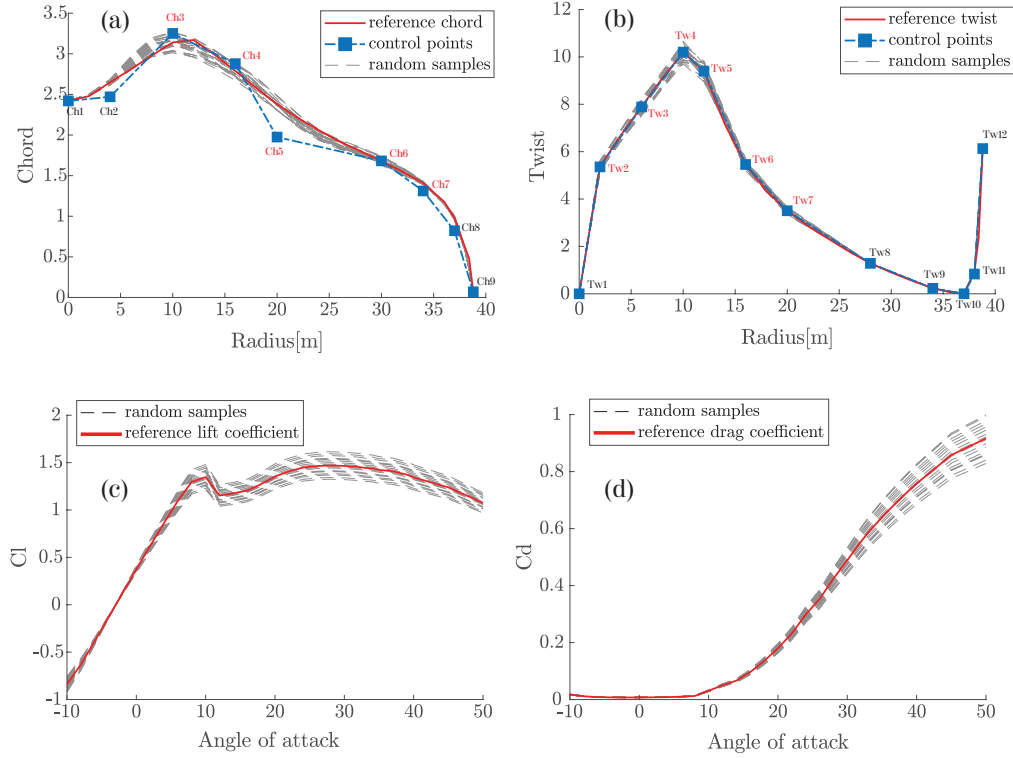 (a)
reference chord
control points
random samples
Chord
3.5
3
2.5
2
1.5
1
0.5
0
Ch1
Ch2
Ch3
Ch4
Ch5
Ch6
Ch7
Ch8
Ch9
0 5 10 15 20 25 30 35 40
Radius[m]
(b)
reference twist
control points
random samples
Twist
12
10
8
6
4
2
0
Tw1
Tw2
Tw3
Tw4
Tw5
Tw6
Tw7
Tw8
Tw9
Tw10
Tw11
Tw12
0 5 10 15 20 25 30 35 40
Radius[m]
random samples
reference lift coefficient
(c)
Cl
2
1.5
1
0.5
0
-0.5
-1
-10 0 10 20 30 40 50
Angle of attack
random samples
reference drag coefficient
(d)
Cd
1
0.8
0.6
0.4
0.2
0
-10 0 10 20 30 40 50
Angle of attack